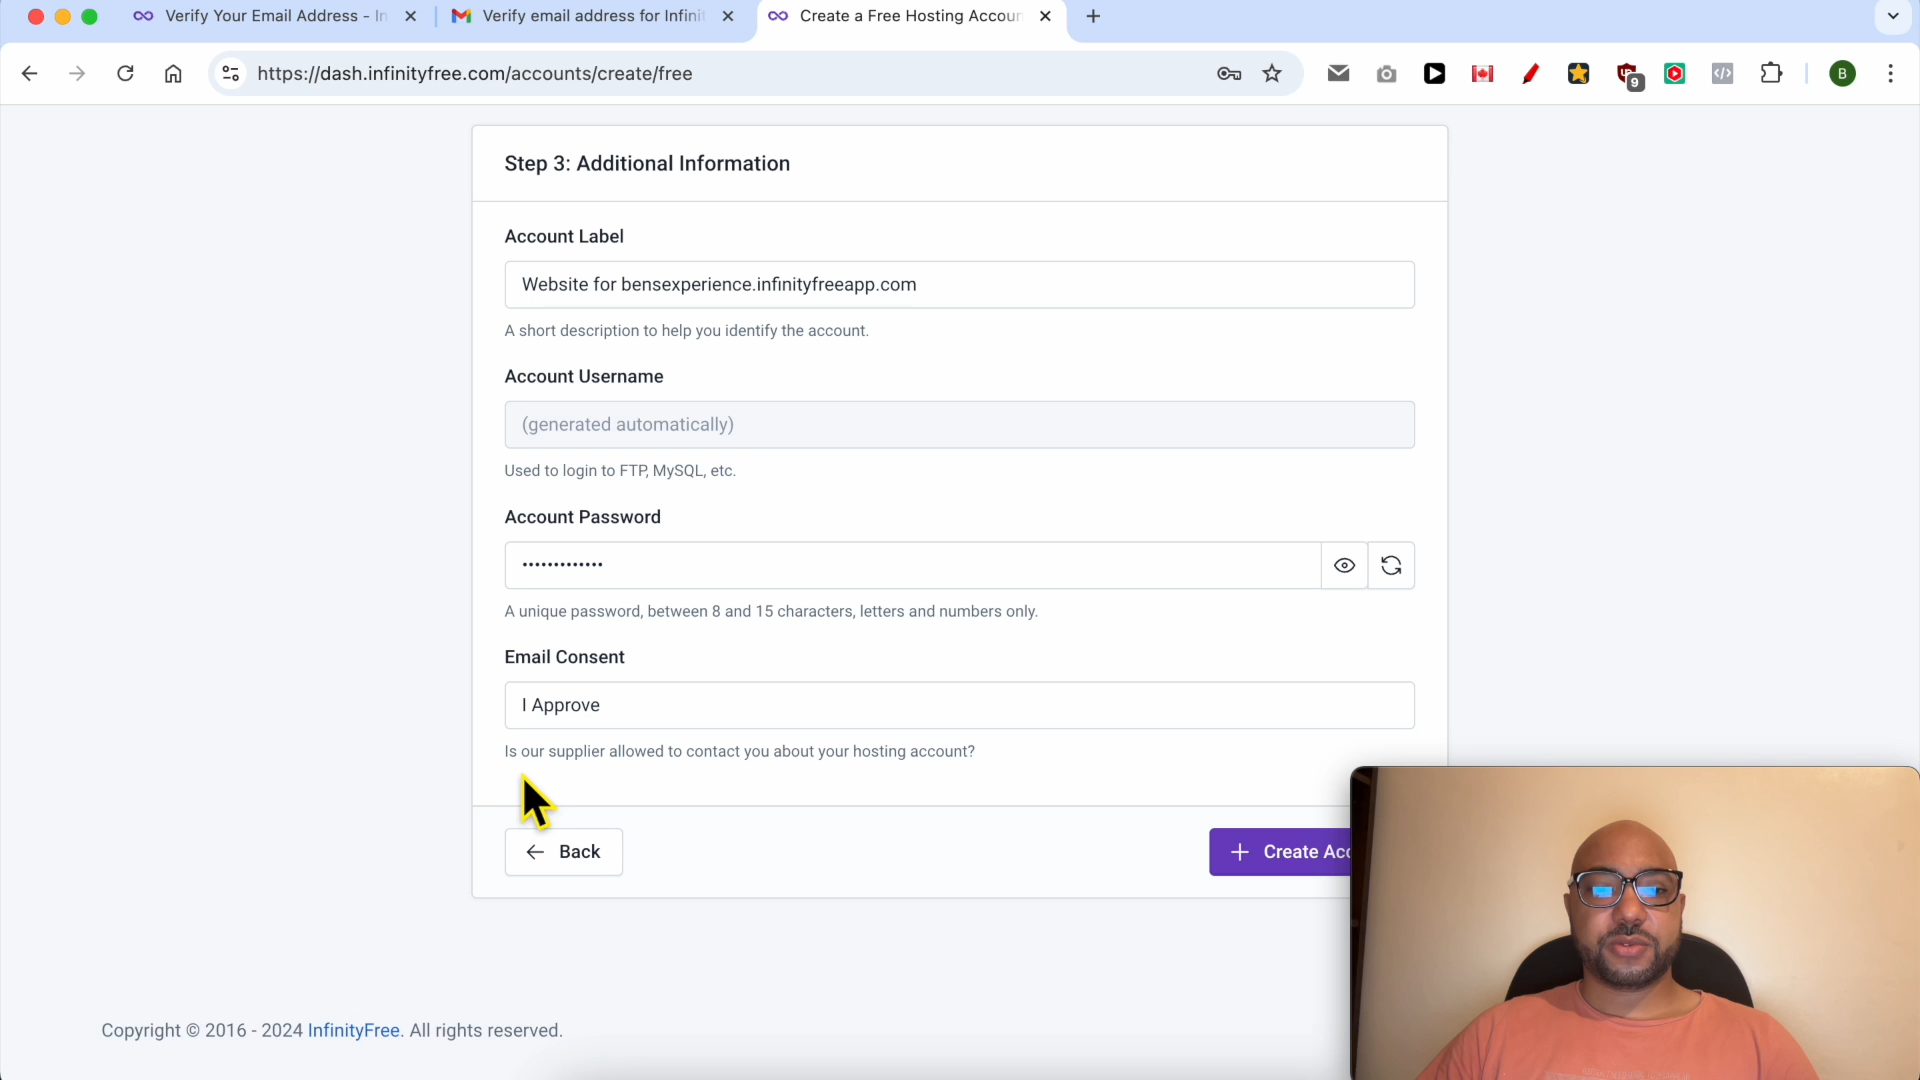 Verify Your Email Address - In
Verify email address for Infinit
Create a Free Hosting Accoun
https://dash.infinityfree.com/accounts/create/free
9
B
Step 3: Additional Information
Account Label
Website for bensexperience.infinityfreeapp.com
A short description to help you identify the account.
Account Username
(generated automatically)
Used to login to FTP, MySQL, etc.
Account Password
•••••••••••••
A unique password, between 8 and 15 characters, letters and numbers only.
Email Consent
I Approve
Is our supplier allowed to contact you about your hosting account?
Back
Create Acc
Copyright © 2016 - 2024 InfinityFree. All rights reserved.